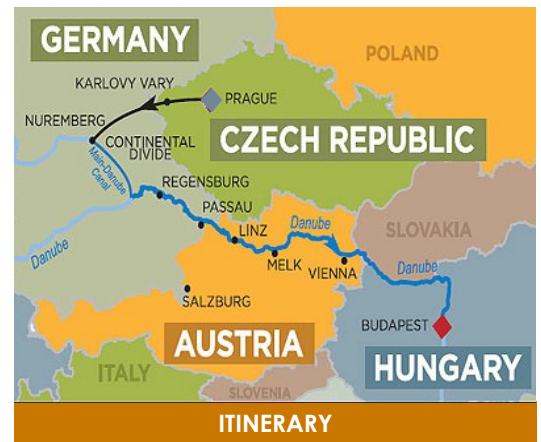 GERMANY
POLAND
KARLOVY VARY
PRAGUE
NUREMBERG
CZECH REPUBLIC
CONTINENTAL
DIVIDE
Main-Danube
Canal
REGENSBURG
PASSAU
Danube
LINZ
SLOVAKIA
Danube
MELK
VIENNA
Danube
SALZBURG
BUDAPEST
AUSTRIA
HUNGARY
ITALY
SLOVENIA
ITINERARY